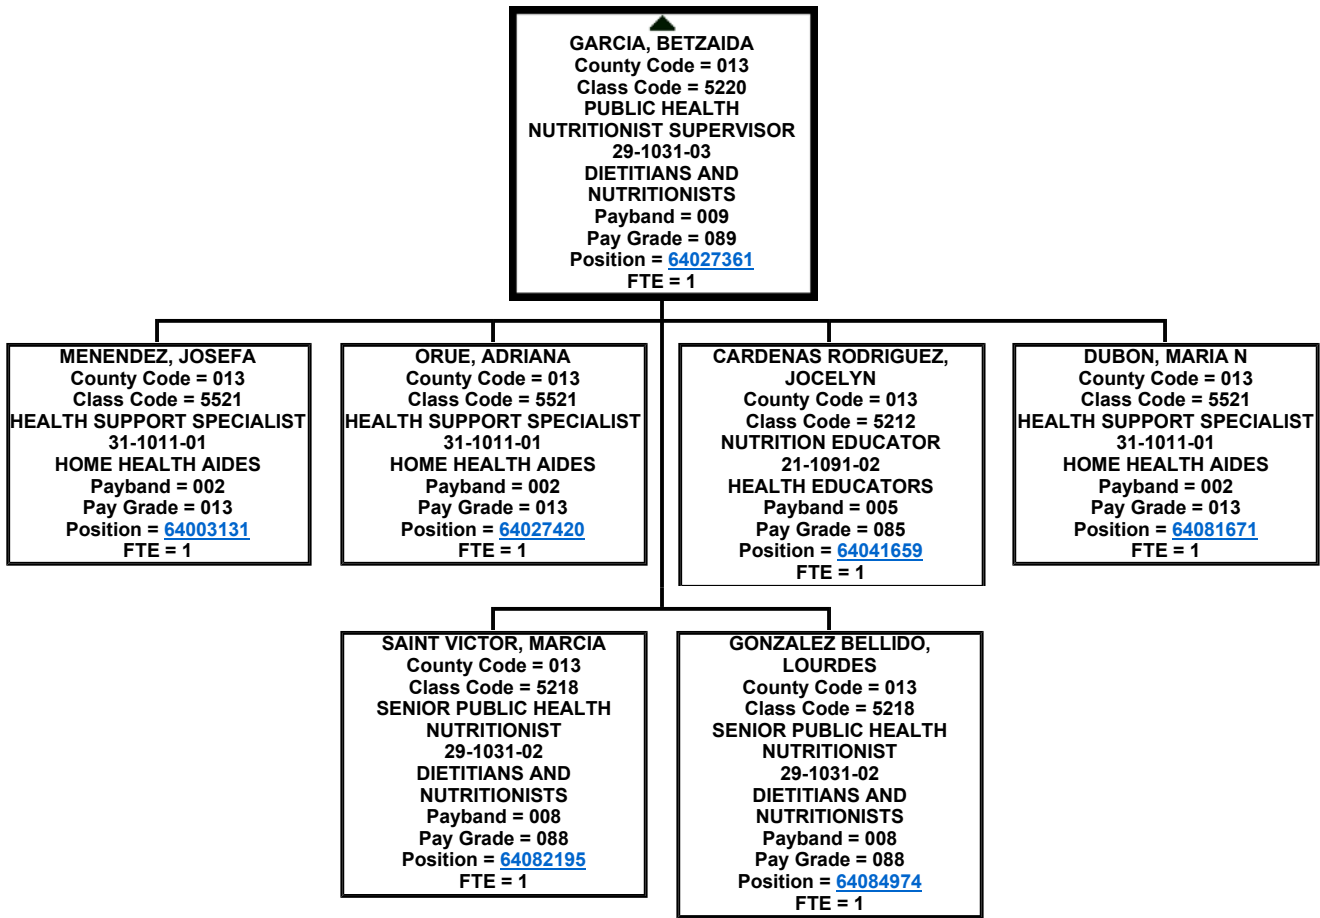 GARCIA, BETZAIDA
County Code = 013
Class Code = 5220
PUBLIC HEALTH
NUTRITIONIST SUPERVISOR
29-1031-03
DIETITIANS AND
NUTRITIONISTS
Payband = 009
Pay Grade = 089
Position = 64027361
FTE = 1
MENENDEZ, JOSEFA
County Code = 013
Class Code = 5521
HEALTH SUPPORT SPECIALIST
31-1011-01
HOME HEALTH AIDES
Payband = 002
Pay Grade = 013
Position = 64003131
FTE = 1
ORUE, ADRIANA
County Code = 013
Class Code = 5521
HEALTH SUPPORT SPECIALIST
31-1011-01
HOME HEALTH AIDES
Payband = 002
Pay Grade = 013
Position = 64027420
FTE = 1
CARDENAS RODRIGUEZ,
JOCELYN
County Code = 013
Class Code = 5212
NUTRITION EDUCATOR
21-1091-02
HEALTH EDUCATORS
Payband = 005
Pay Grade = 085
Position = 64041659
FTE = 1
DUBON, MARIA N
County Code = 013
Class Code = 5521
HEALTH SUPPORT SPECIALIST
31-1011-01
HOME HEALTH AIDES
Payband = 002
Pay Grade = 013
Position = 64081671
FTE = 1
SAINT VICTOR, MARCIA
County Code = 013
Class Code = 5218
SENIOR PUBLIC HEALTH
NUTRITIONIST
29-1031-02
DIETITIANS AND
NUTRITIONISTS
Payband = 008
Pay Grade = 088
Position = 64082195
FTE = 1
GONZALEZ BELLIDO,
LOURDES
County Code = 013
Class Code = 5218
SENIOR PUBLIC HEALTH
NUTRITIONIST
29-1031-02
DIETITIANS AND
NUTRITIONISTS
Payband = 008
Pay Grade = 088
Position = 64084974
FTE = 1